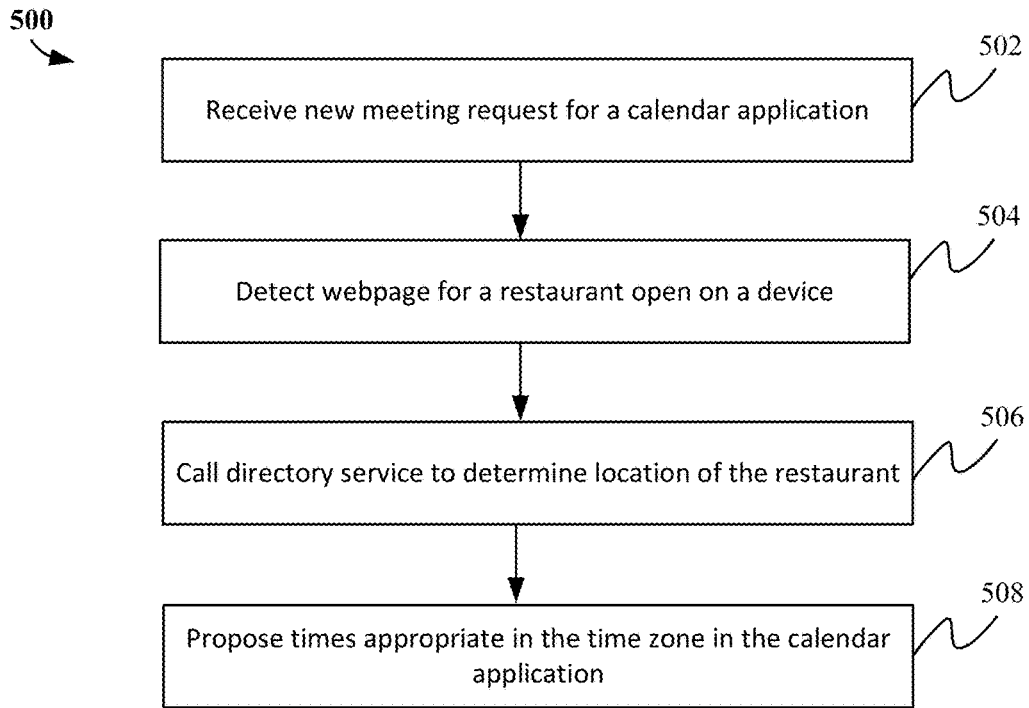 500
502
Receive new meeting request for a calendar application
504
Detect webpage for a restaurant open on a device
506
Call directory service to determine location of the restaurant
508
Propose times appropriate in the time zone in the calendar
application